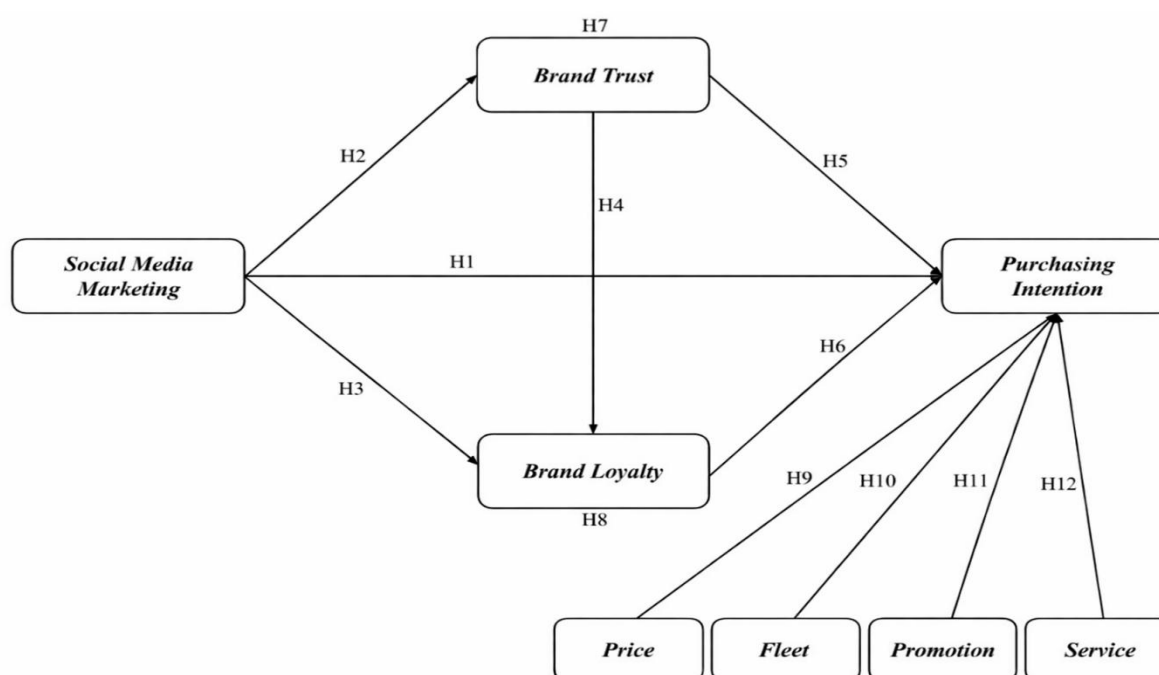 H7
Brand Trust
H2
H5
H4
Social Media
Marketing
H1
Purchasing
Intention
H3
H6
Brand Loyalty
H8
H9
H10
H11
H12
Price
Fleet
Promotion
Service